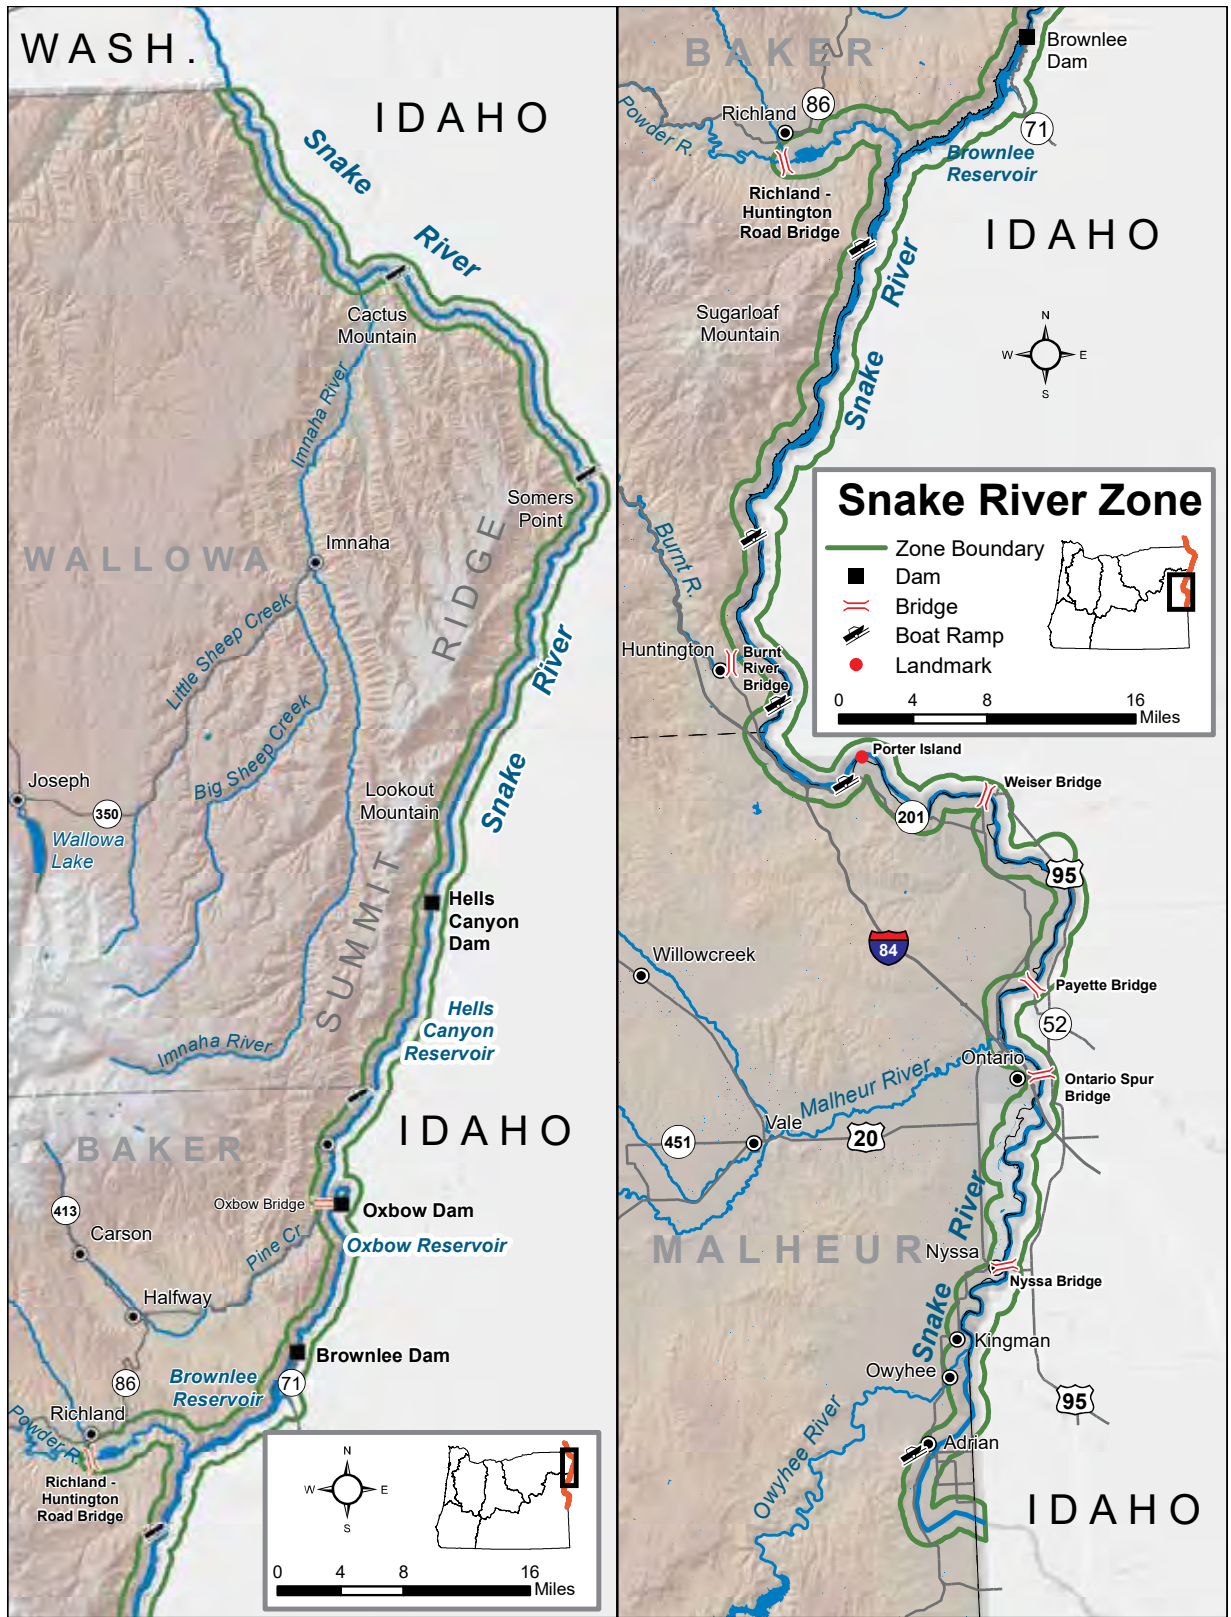 WASH.
IDAHO
Snake
River
Cactus
Mountain
Imnaha River
Somers
Point
WALLOWA
Imnaha
RIDGE
Little Sheep Creek
River
Big Sheep Creek
Joseph
350
Wallowa
Lake
Lookout
Mountain
Snake
SUMMIT
Hells
Canyon
Dam
Hells
Canyon
Reservoir
Imnaha River
BAKER
IDAHO
413
Carson
Oxbow Bridge
Oxbow Dam
Pine Cr.
Oxbow Reservoir
Halfway
Brownlee Dam
86
Brownlee
Reservoir
71
Richland
Powder R.
Richland -
Huntington
Road Bridge
N
W
E
S
0
4
8
16
Miles
BAKER
Brownlee
Dam
86
Richland
Powder R.
71
Brownlee
Reservoir
Richland -
Huntington
Road Bridge
IDAHO
River
Sugarloaf
Mountain
N
W
E
S
Snake
Snake River Zone
Zone Boundary
Dam
Bridge
Boat Ramp
Landmark
0
4
8
16
Miles
Burnt R.
Huntington
Burnt
River
Bridge
Porter Island
Weiser Bridge
201
95
84
Willowcreek
Payette Bridge
52
Ontario
Malheur River
Ontario Spur
Bridge
Vale
451
20
River
MALHEUR
Nyssa
Nyssa Bridge
Snake
Kingman
Owyhee
95
Owyhee River
Adrian
IDAHO